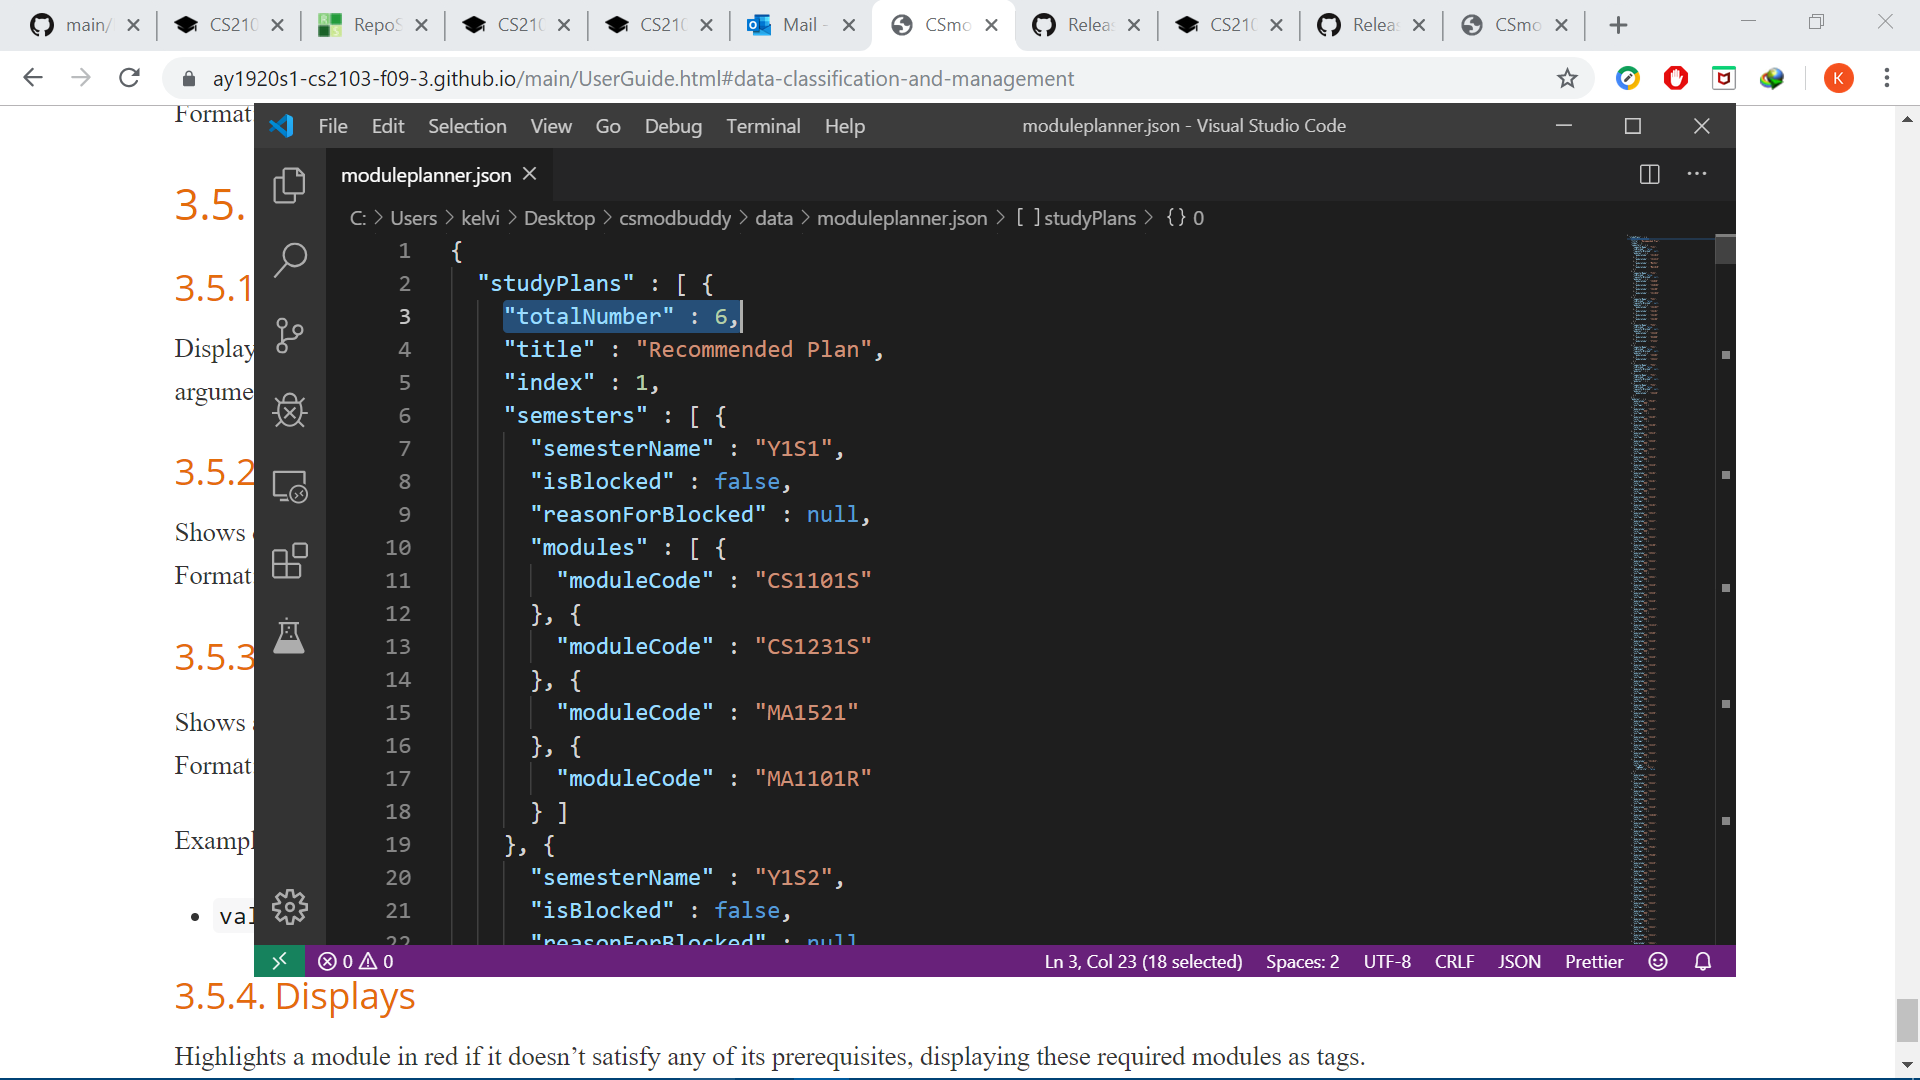 main/
CS210
RepoS
CS210
CS210
Mail -
CSmo
Releas
CS210
Releas
CSmo
ay1920s1-cs2103-f09-3.github.io/main/UserGuide.html#data-classification-and-management
K
Format:
File Edit Selection View Go Debug Terminal Help
moduleplanner.json - Visual Studio Code
moduleplanner.json
C: > Users > kelvi > Desktop > csmodbuddy > data > moduleplanner.json > [ ] studyPlans > {} 0
1 {
2 "studyPlans" : [ {
3 "totalNumber" : 6,
4 "title" : "Recommended Plan",
5 "index" : 1,
6 "semesters" : [ {
7 "semesterName" : "Y1S1",
8 "isBlocked" : false,
9 "reasonForBlocked" : null,
10 "modules" : [ {
11 "moduleCode" : "CS1101S"
12 }, {
13 "moduleCode" : "CS1231S"
14 }, {
15 "moduleCode" : "MA1521"
16 }, {
17 "moduleCode" : "MA1101R"
18 } ]
19 }, {
20 "semesterName" : "Y1S2",
21 "isBlocked" : false,
22 "reasonForBlocked" : null
3.5.
3.5.1
Display
argume
3.5.2
Shows
Format:
3.5.3
Shows
Format:
Exampl
val
0 0
Ln 3, Col 23 (18 selected) Spaces: 2 UTF-8 CRLF JSON Prettier
3.5.4. Displays
Highlights a module in red if it doesn’t satisfy any of its prerequisites, displaying these required modules as tags.